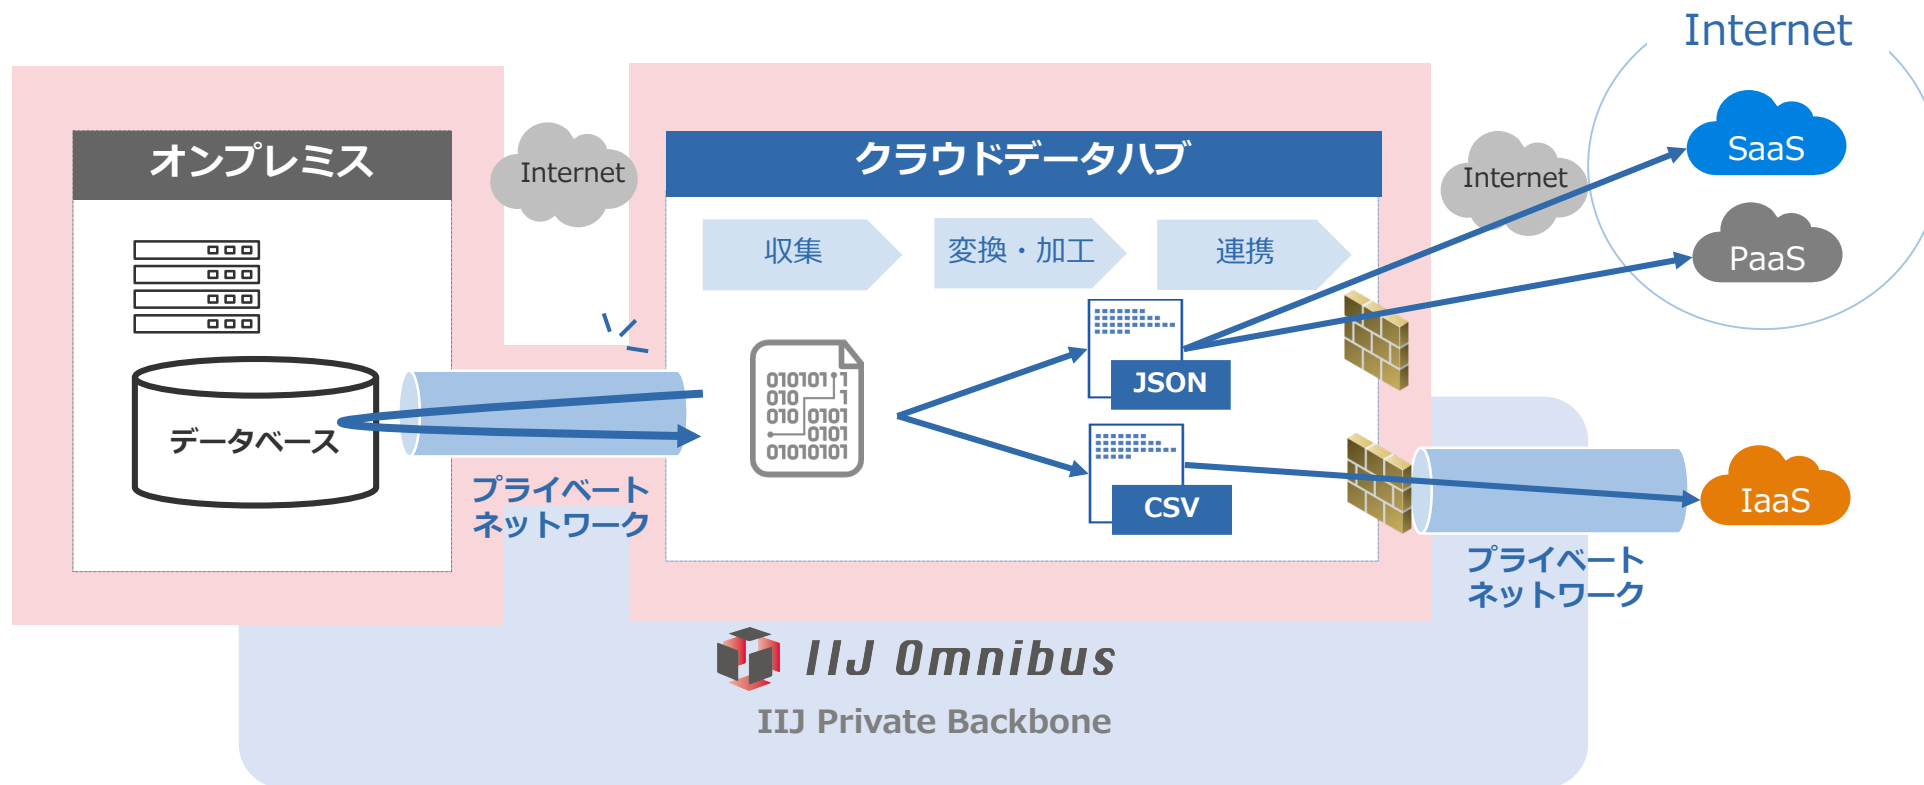 Internet
オンプレミス
Internet
クラウドデータハブ
Internet
SaaS
収集
変換・加工
連携
PaaS
データベース
010101 1
010 1
010 0101
0101
01010101
JSON
プライベート
ネットワーク
CSV
IaaS
プライベート
ネットワーク
IIJ Omnibus
IIJ Private Backbone